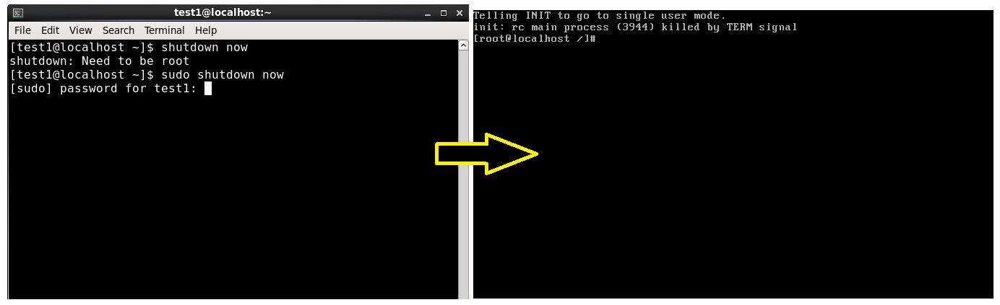 test1@localhost:~
File Edit View Search Terminal Help
[test1@localhost ~]$ shutdown now
shutdown: Need to be root
[test1@localhost ~]$ sudo shutdown now
[sudo] password for test1:
Telling INIT to go to single user mode.
init: rc main process (3944) killed by TERM signal
[root@localhost /]#